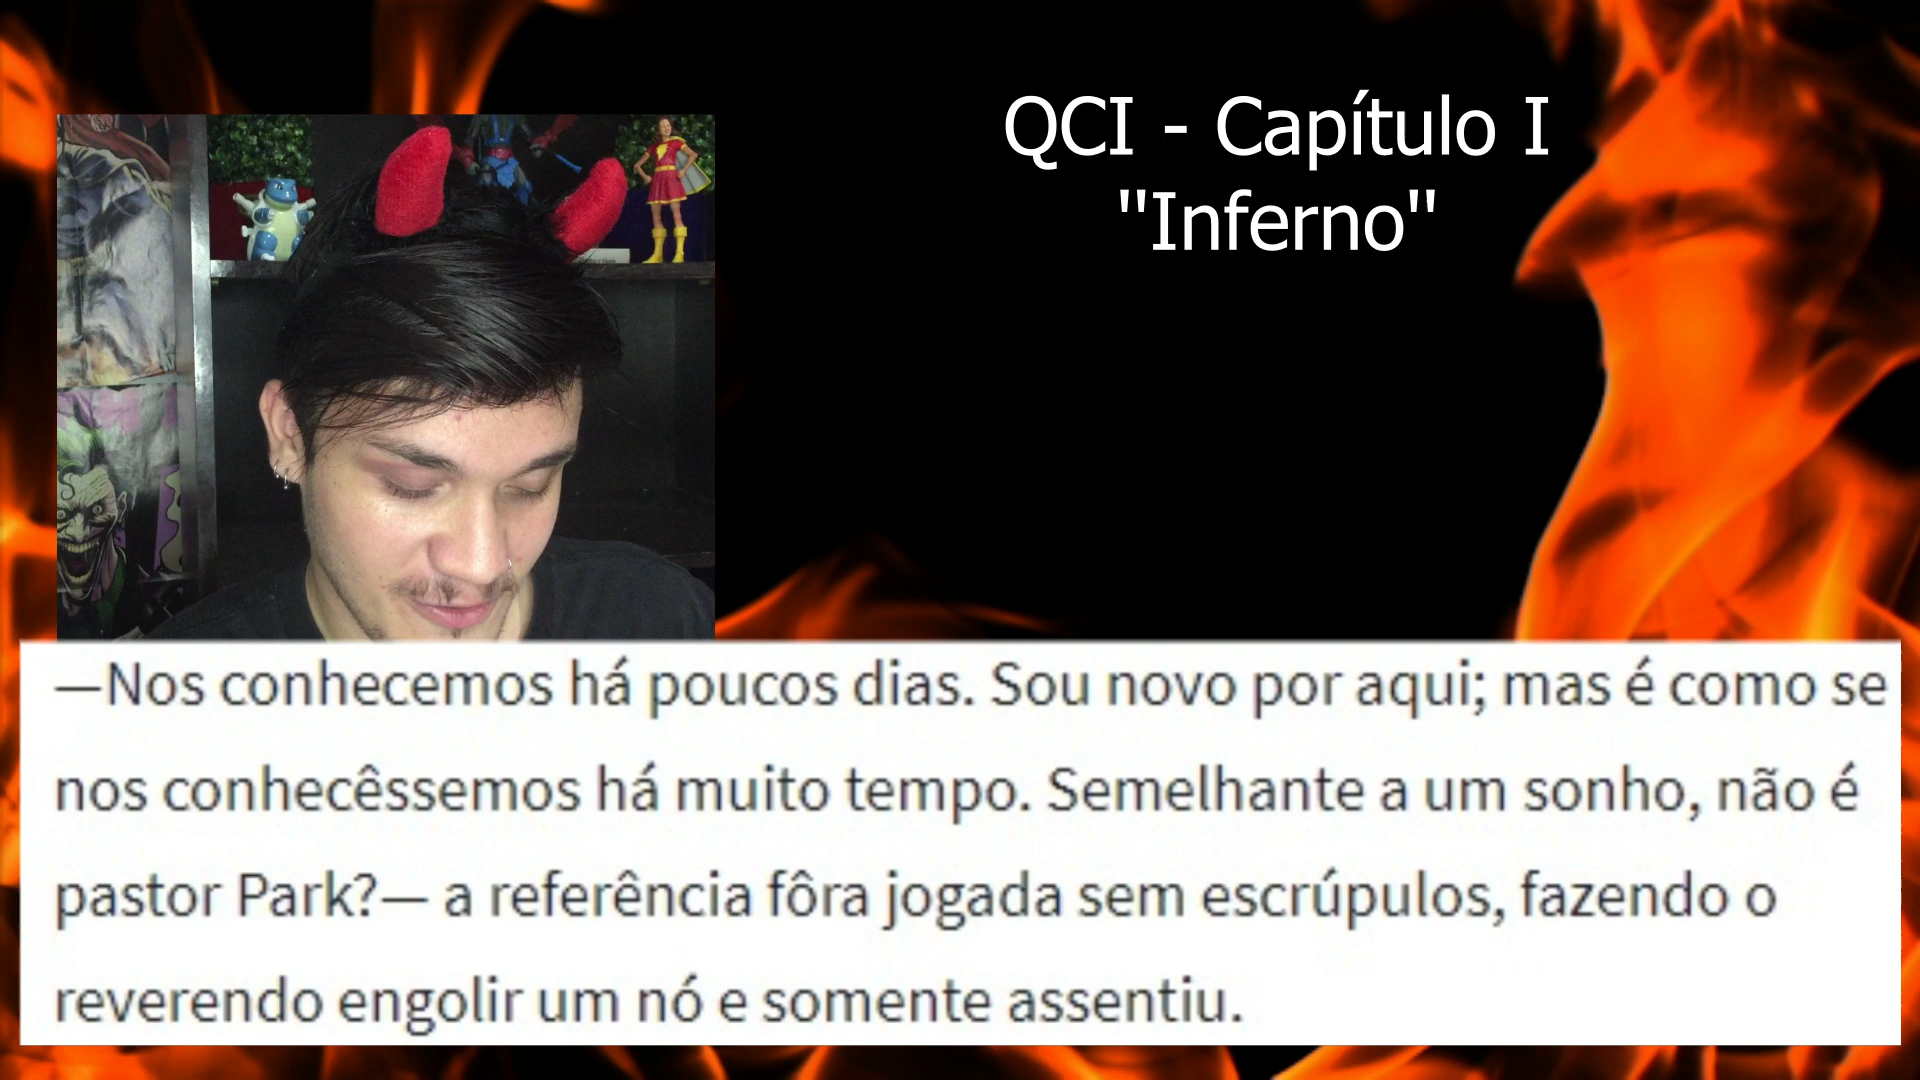 QCI - Capítulo I
"Inferno"
—Nos conhecemos há poucos dias. Sou novo por aqui; mas é como se
nos conhecêssemos há muito tempo. Semelhante a um sonho, não é
pastor Park?— a referência fôra jogada sem escrúpulos, fazendo o
reverendo engolir um nó e somente assentiu.